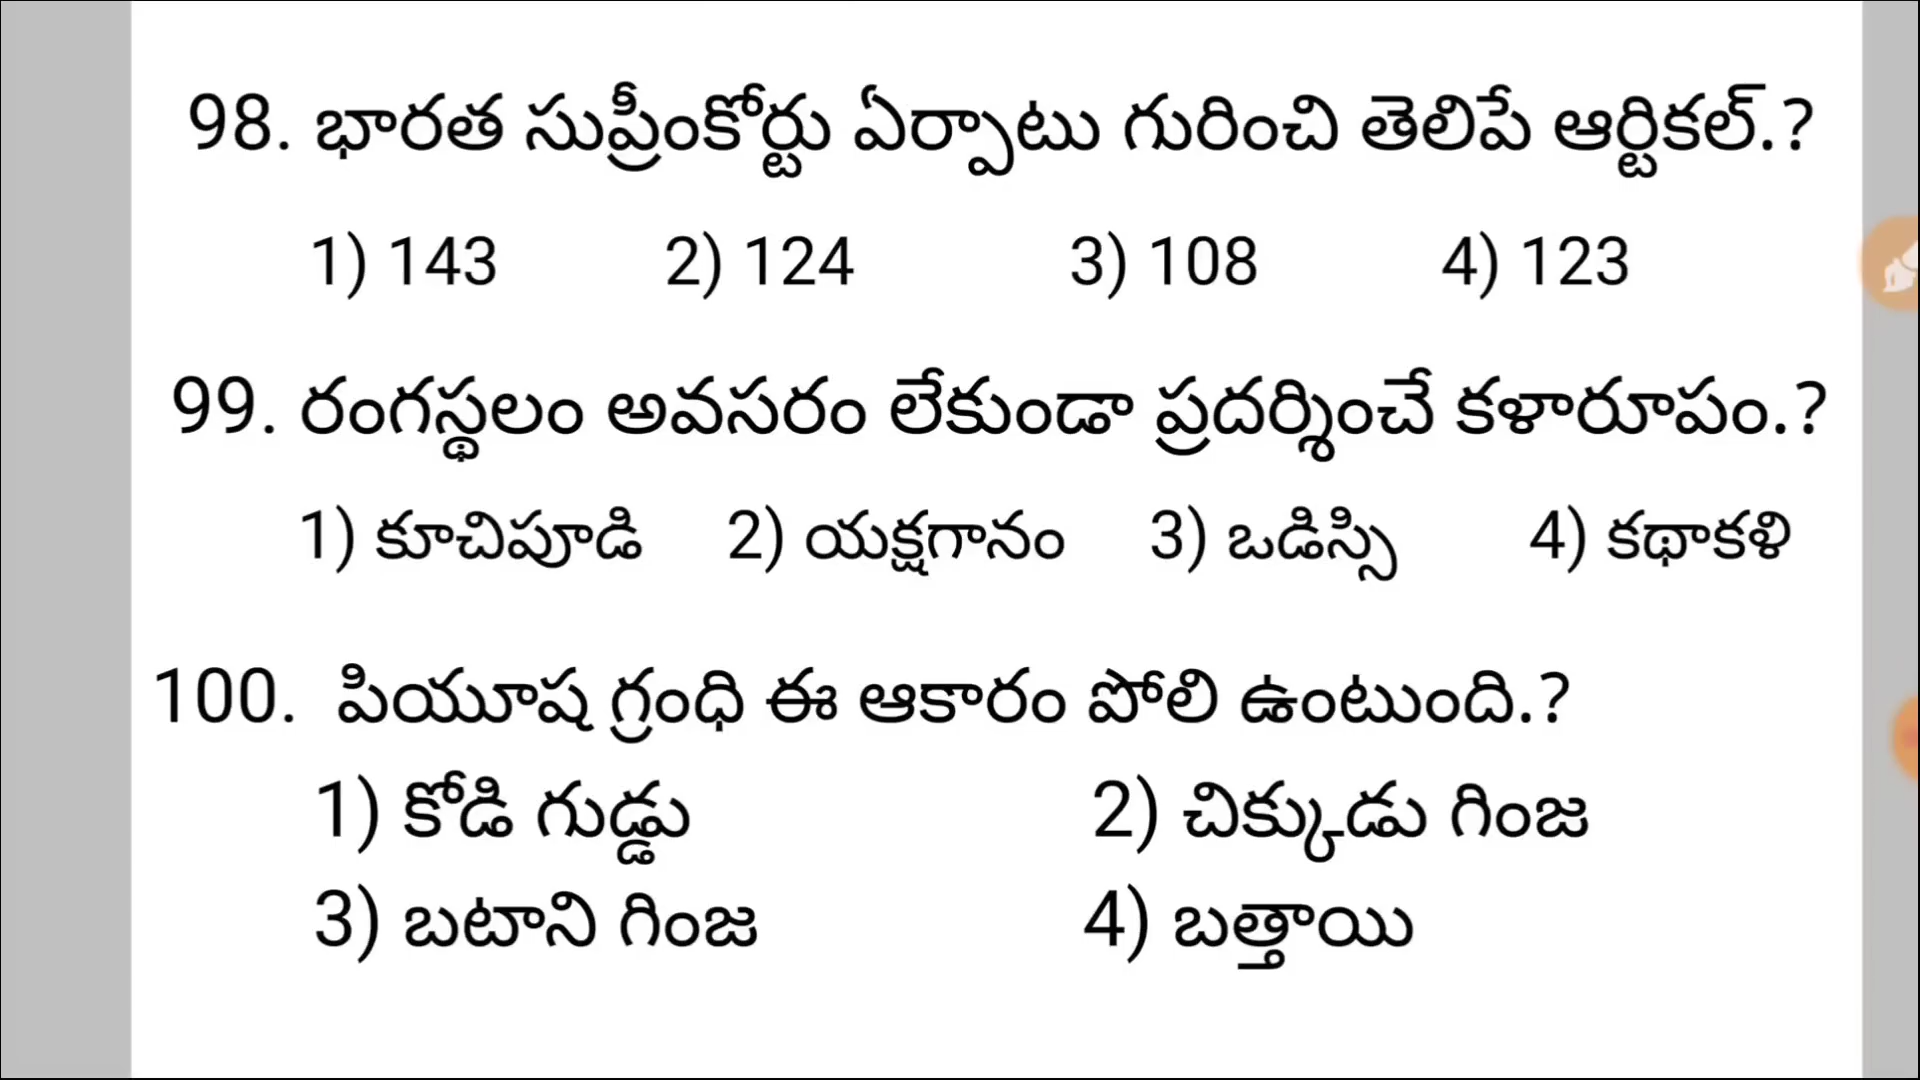 98. భారత సుప్రీంకోర్టు ఏర్పాటు గురించి తెలిపే ఆర్టికల్.?
1) 143 2) 124 3) 108 4) 123
99. రంగస్థలం అవసరం లేకుండా ప్రదర్శించే కళారూపం.?
1) కూచిపూడి 2) యక్షగానం 3) ఒడిస్సి 4) కథాకళి
100. పియూష గ్రంధి ఈ ఆకారం పోలి ఉంటుంది.?
1) కోడి గుడ్డు 2) చిక్కుడు గింజ
3) బటాని గింజ 4) బత్తాయి